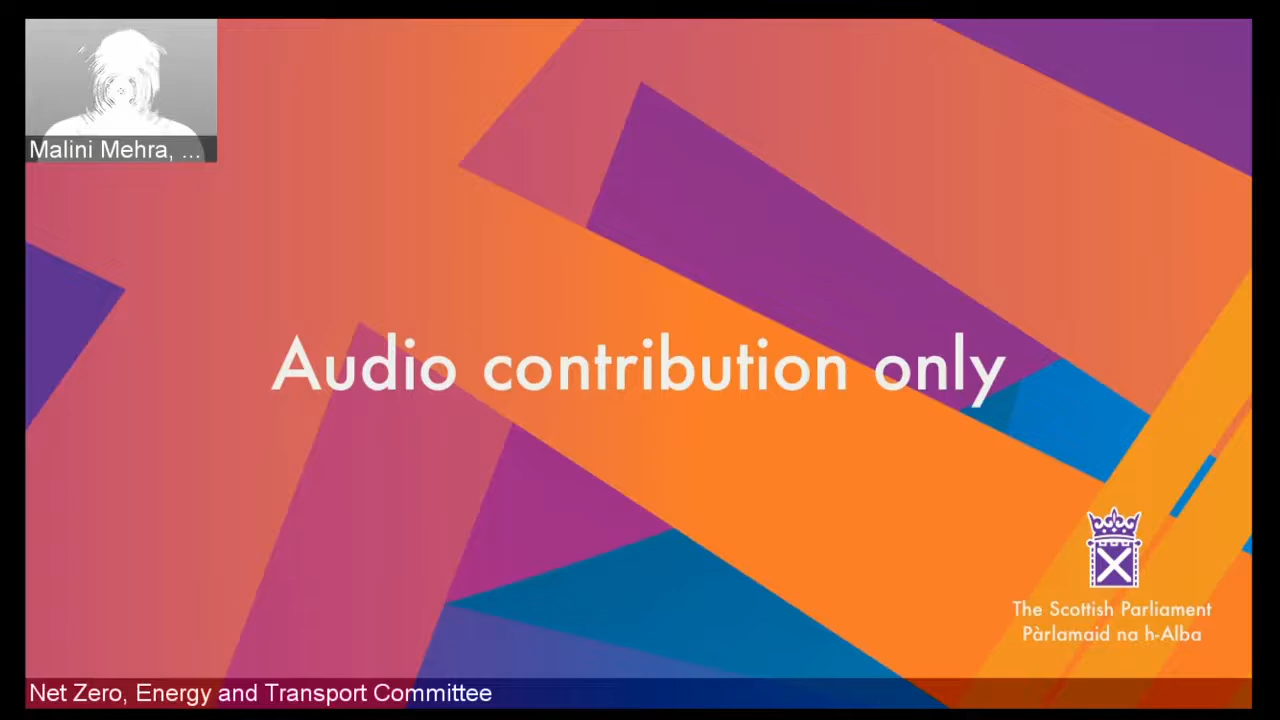 Malini Mehra, ...
Audio contribution only
The Scottish Parliament
Pàrlamaid na h-Alba
Net Zero, Energy and Transport Committee